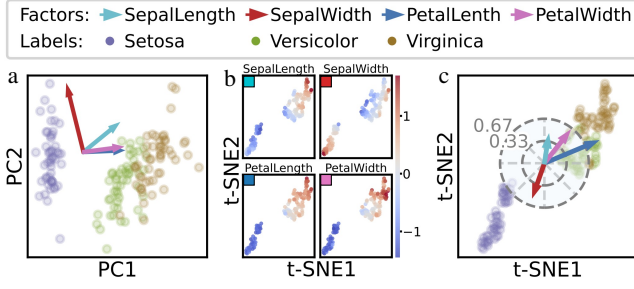 Factors: SepalLength SepalWidth PetalLenth PetalWidth
Labels: Setosa Versicolor Virginica
a b c
SepalLength SepalWidth
PetalLength PetalWidth
1
0
−1
0.67
0.33
PC2
PC1
t-SNE2
t-SNE1
t-SNE2
t-SNE1